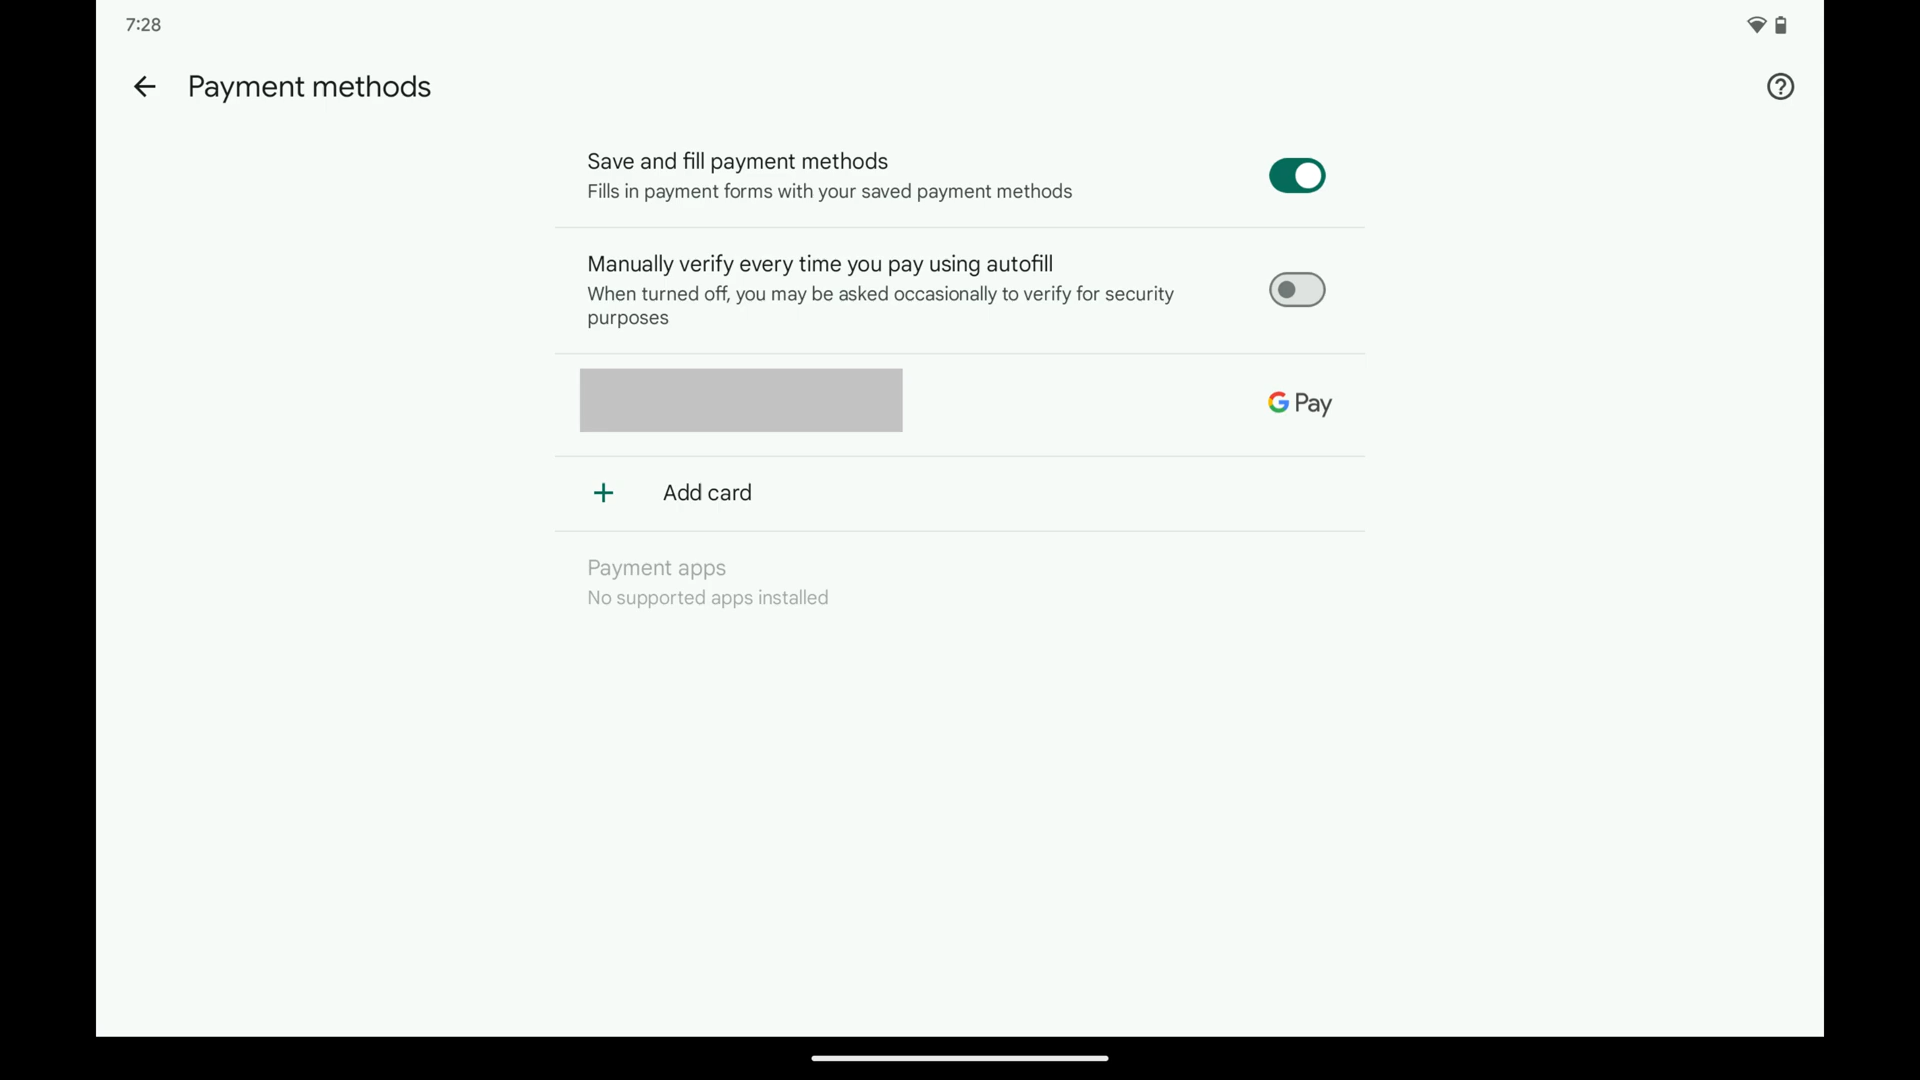 7:28
Payment methods
Save and fill payment methods
Fills in payment forms with your saved payment methods
Manually verify every time you pay using autofill
When turned off, you may be asked occasionally to verify for security
purposes
G Pay
Add card
Payment apps
No supported apps installed